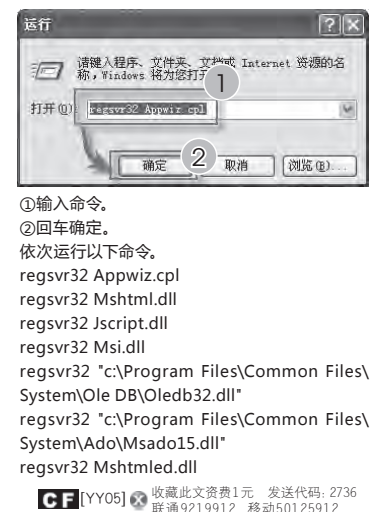 运行
请键入程序、文件夹、文档或 Internet 资源的名
称，Windows 将为您打开
1
打开(O)
regsvr32 Appwiz cpl
确定
2
取消
浏览(B)...
①输入命令。
②回车确定。
依次运行以下命令。
regsvr32 Appwiz.cpl
regsvr32 Mshtml.dll
regsvr32 Jscript.dll
regsvr32 Msi.dll
regsvr32 "c:\Program Files\Common Files\
System\Ole DB\Oledb32.dll"
regsvr32 "c:\Program Files\Common Files\
System\Ado\Msado15.dll"
regsvr32 Mshtmled.dll
CF [YY05] 收藏此文资费1元 发送代码: 2736
联通9219912 移动50125912